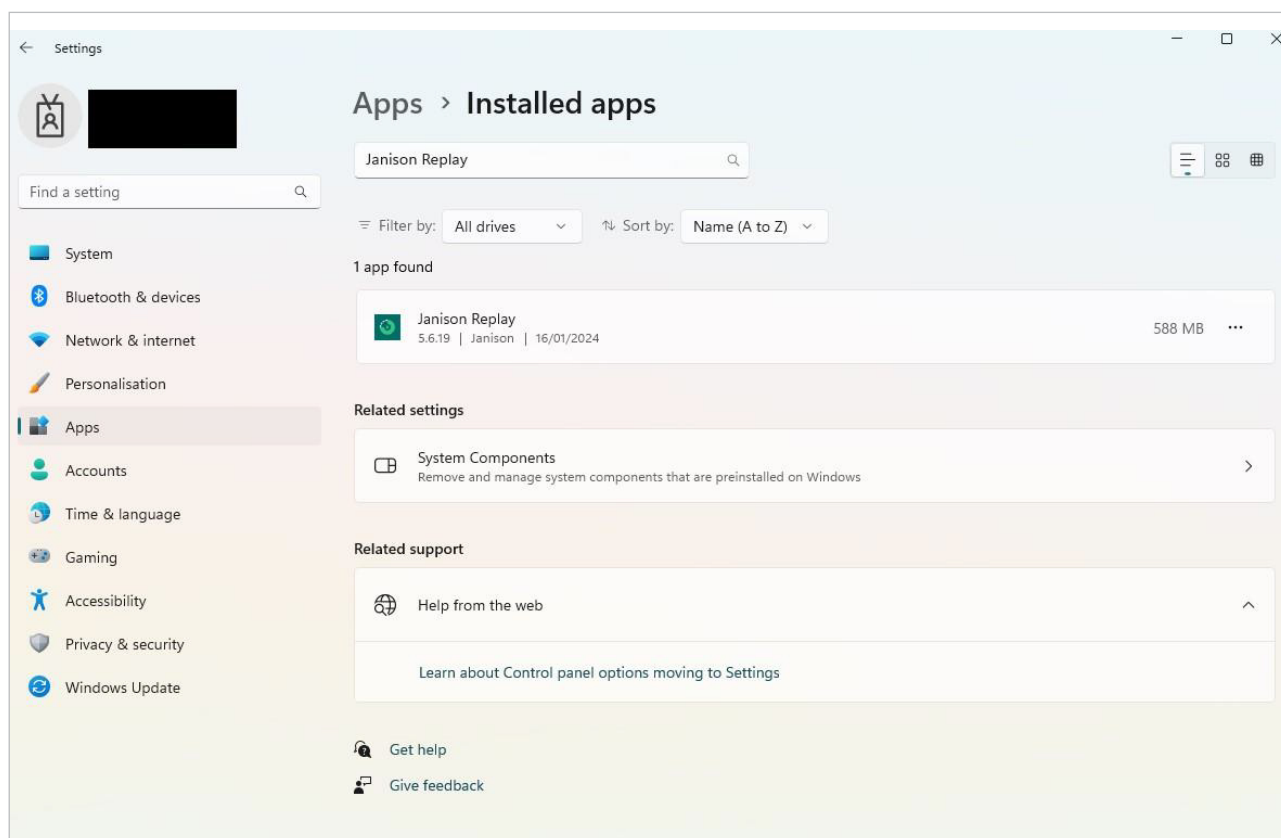 Settings
Apps > Installed apps
Janison Replay
Find a setting
Filter by: All drives Sort by: Name (A to Z)
1 app found
System
Bluetooth & devices
Network & internet
Personalisation
Apps
Accounts
Time & language
Gaming
Accessibility
Privacy & security
Windows Update
Janison Replay
5.6.19 | Janison | 16/01/2024
588 MB
Related settings
System Components
Remove and manage system components that are preinstalled on Windows
Related support
Help from the web
Learn about Control panel options moving to Settings
Get help
Give feedback